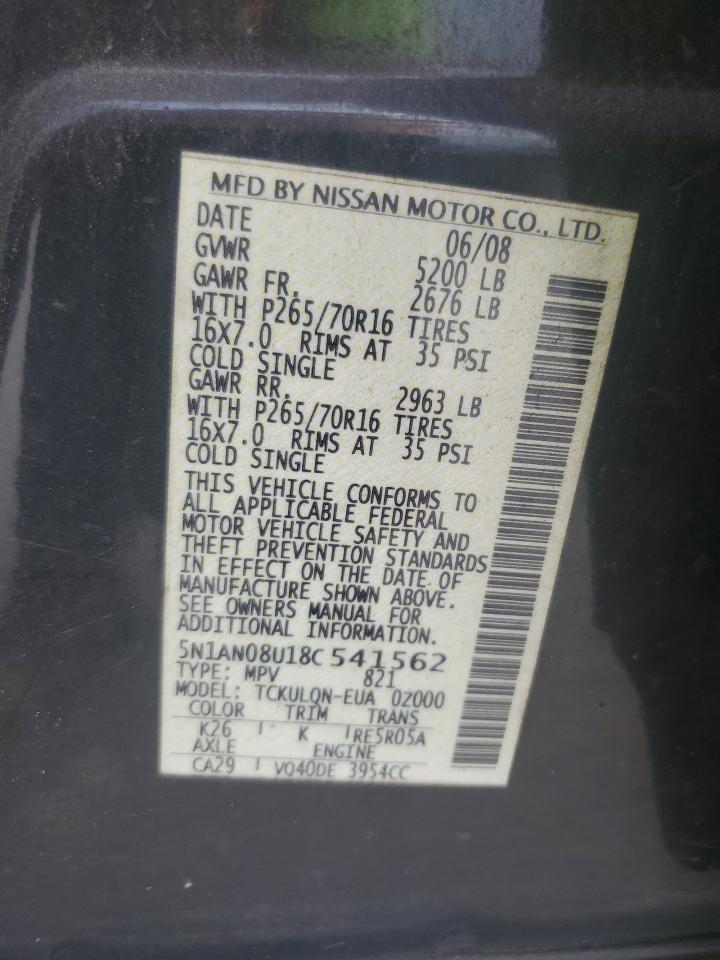 MFD BY NISSAN MOTOR CO., LTD.
DATE 06/08
GVWR 5200 LB
GAWR FR. 2676 LB
WITH P265/70R16 TIRES
16X7.0 RIMS AT 35 PSI
COLD SINGLE
GAWR RR. 2963 LB
WITH P265/70R16 TIRES
16X7.0 RIMS AT 35 PSI
COLD SINGLE
THIS VEHICLE CONFORMS TO
ALL APPLICABLE FEDERAL
MOTOR VEHICLE SAFETY AND
THEFT PREVENTION STANDARDS
IN EFFECT ON THE DATE OF
MANUFACTURE SHOWN ABOVE.
SEE OWNERS MANUAL FOR
ADDITIONAL INFORMATION.
5N1AN08U18C541562
TYPE: MPV 821
MODEL: TCKULQN-EUA 0Z000
COLOR TRIM TRANS
K26 K RE5R05A
AXLE ENGINE
CA29 VQ40DE 3954CC